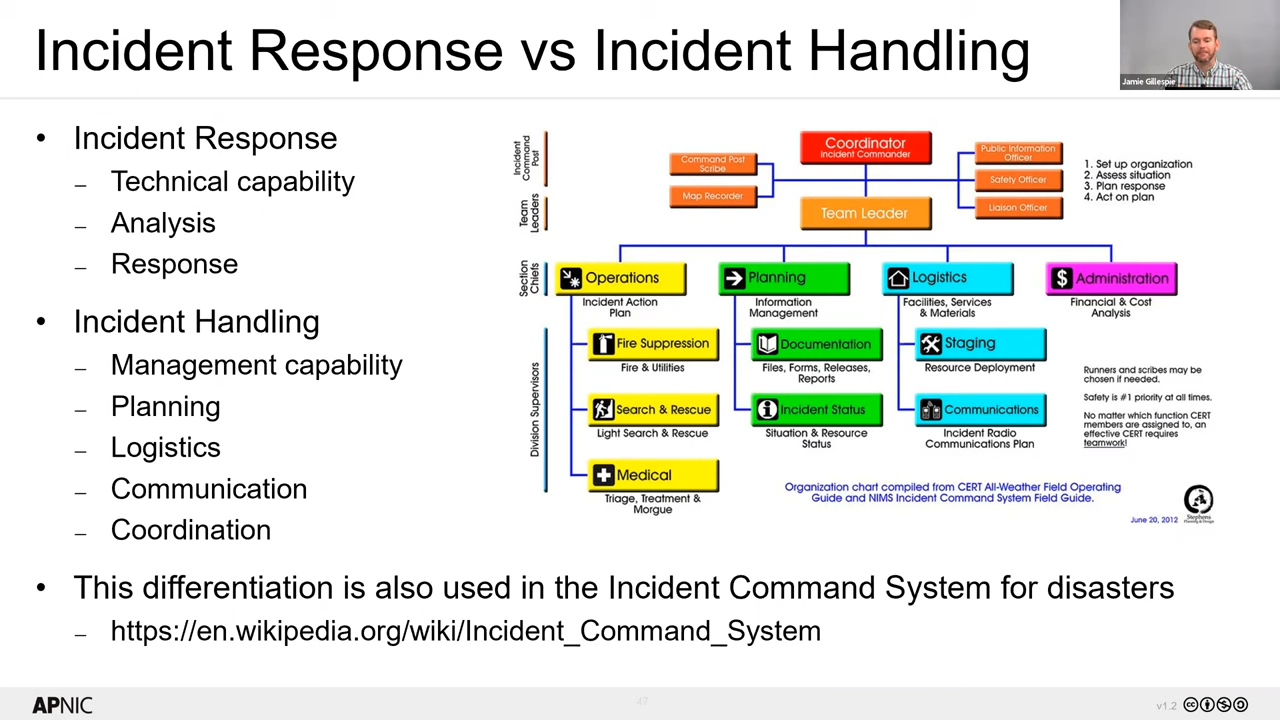 Incident Response vs Incident Handling
Jamie Gillespie
• Incident Response
– Technical capability
– Analysis
– Response
• Incident Handling
– Management capability
– Planning
– Logistics
– Communication
– Coordination
• This differentiation is also used in the Incident Command System for disasters
– https://en.wikipedia.org/wiki/Incident_Command_System
Incident
Command
Post
Coordinator
Incident Commander
Command Post
Scribe
Map Recorder
Public Information
Officer
Safety Officer
Liaison Officer
1. Set up organization
2. Assess situation
3. Plan response
4. Act on plan
Team
Leaders
Team Leader
Section
Chiefs
Operations
Incident Action
Plan
Planning
Information
Management
Logistics
Facilities, Services
& Materials
$ Administration
Financial & Cost
Analysis
Division Supervisors
Fire Suppression
Fire & Utilities
Search & Rescue
Light Search & Rescue
Medical
Triage, Treatment &
Morgue
Documentation
Files, Forms, Releases,
Reports
Incident Status
Situation & Resource
Status
Staging
Resource Deployment
Communications
Incident Radio
Communications Plan
Runners and scribes may be
chosen if needed.
Safety is #1 priority at all times.
No matter which function CERT
members are assigned to, an
effective CERT requires
teamwork!
Organization chart compiled from CERT All-Weather Field Operating
Guide and NIMS Incident Command System Field Guide.
June 20, 2012
Stephens
Planning & Design
APNIC
47
v1.2